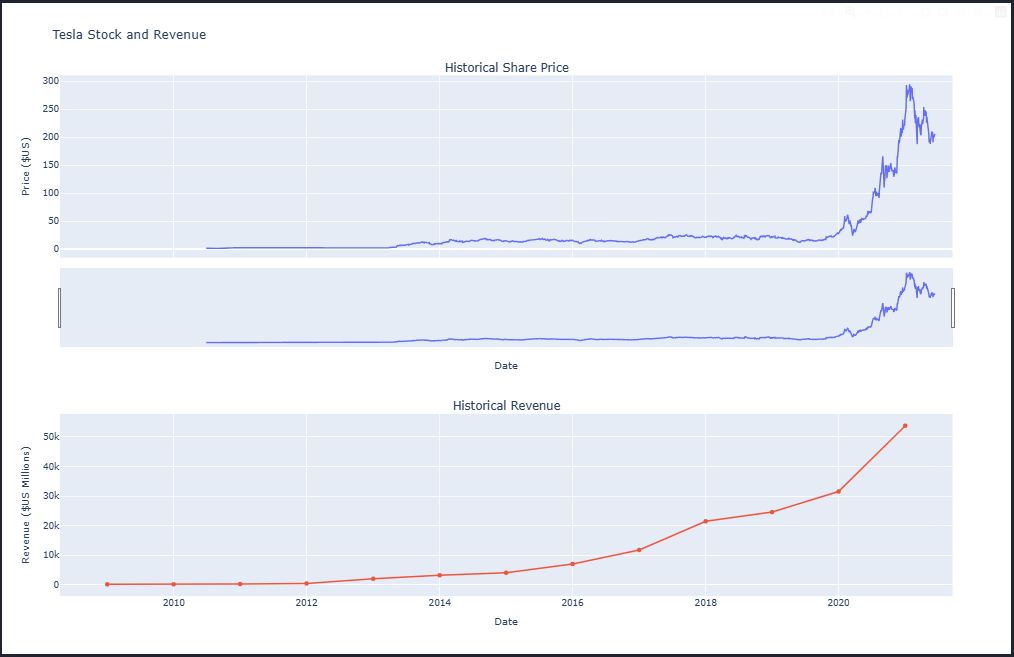 Tesla Stock and Revenue
Historical Share Price
300
250
200
150
100
50
0
Price ($US)
Date
Historical Revenue
50k
40k
30k
20k
10k
0
Revenue ($US Millions)
2010 2012 2014 2016 2018 2020
Date